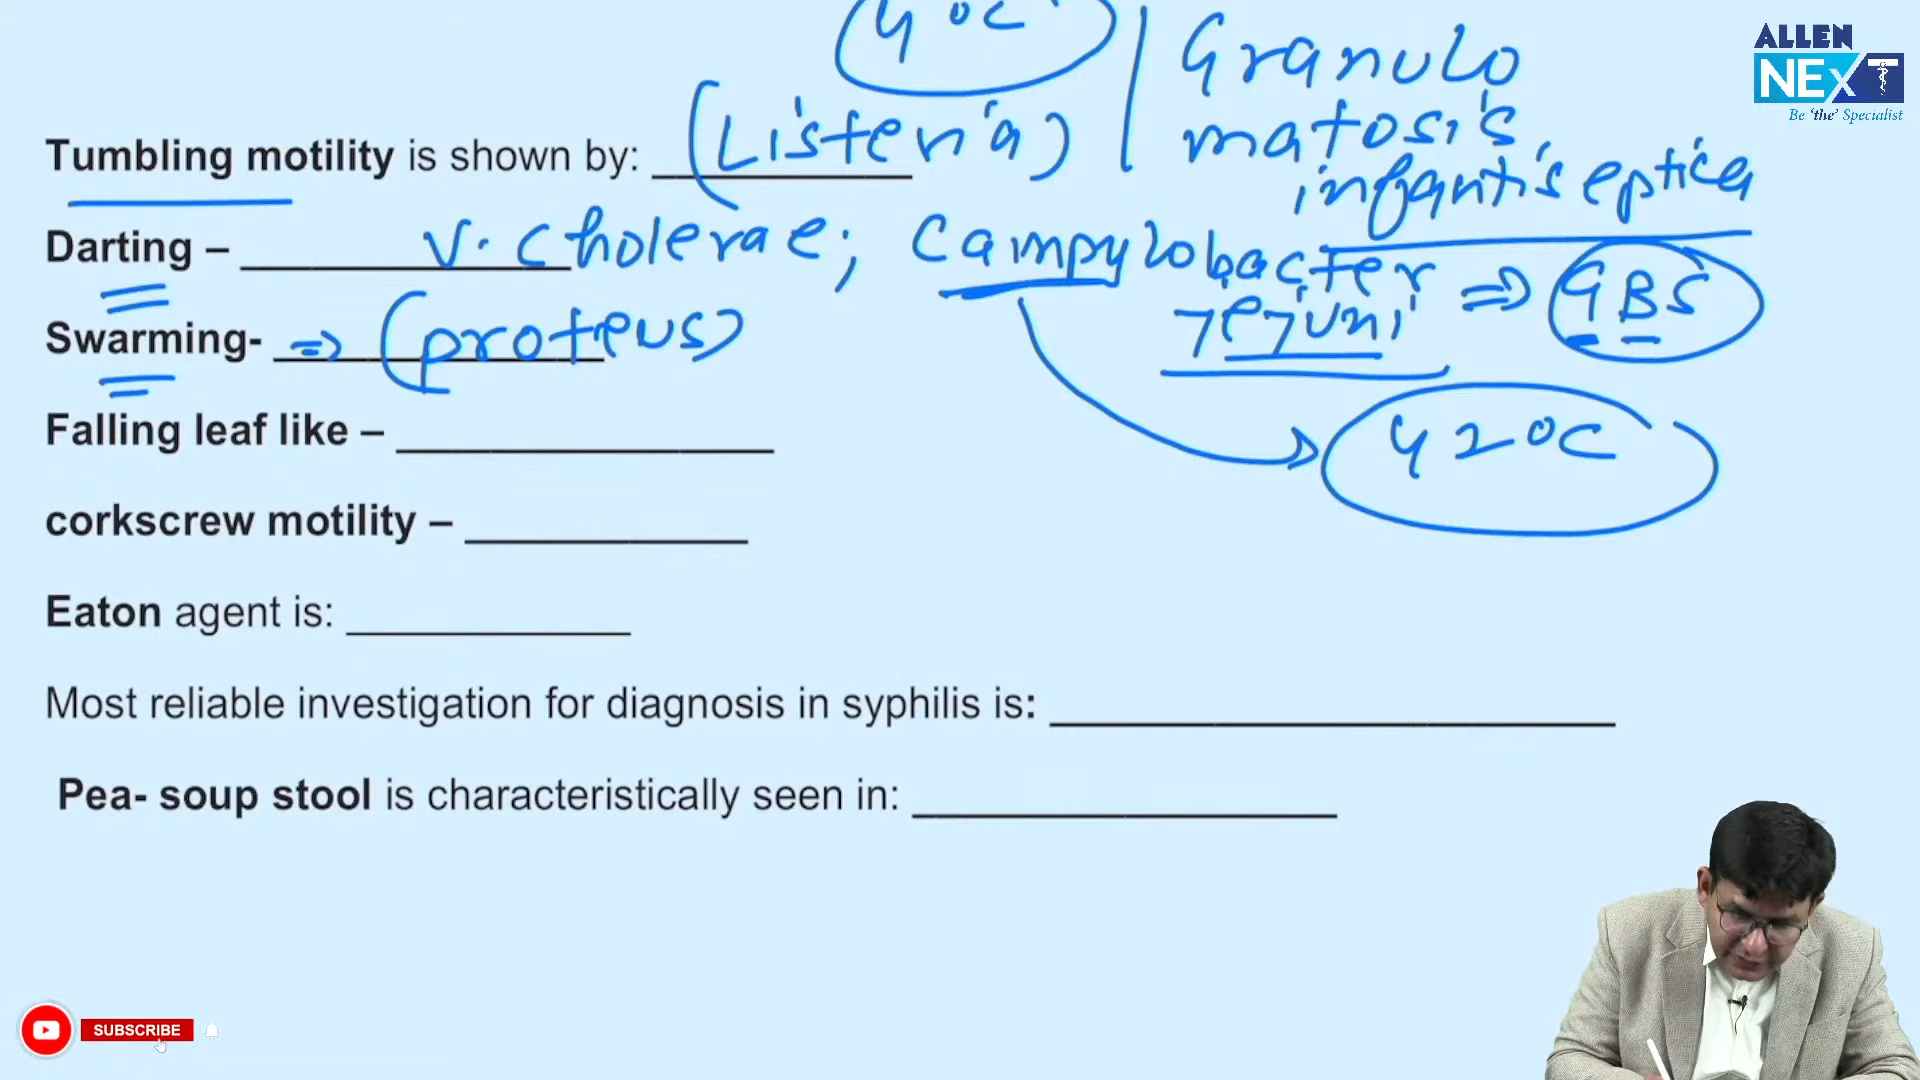 4°C
Granulo
ALLEN
NEXT
Be 'the' Specialist
Tumbling motility is shown by: (Listeria)
matosis
infantiseptica
Darting – V. Cholerae; Campylobacter
Jejuni ⇒ GBS
Swarming- ⇒ (proteus)
42°C
Falling leaf like –
corkscrew motility –
Eaton agent is:
Most reliable investigation for diagnosis in syphilis is:
Pea- soup stool is characteristically seen in:
SUBSCRIBE